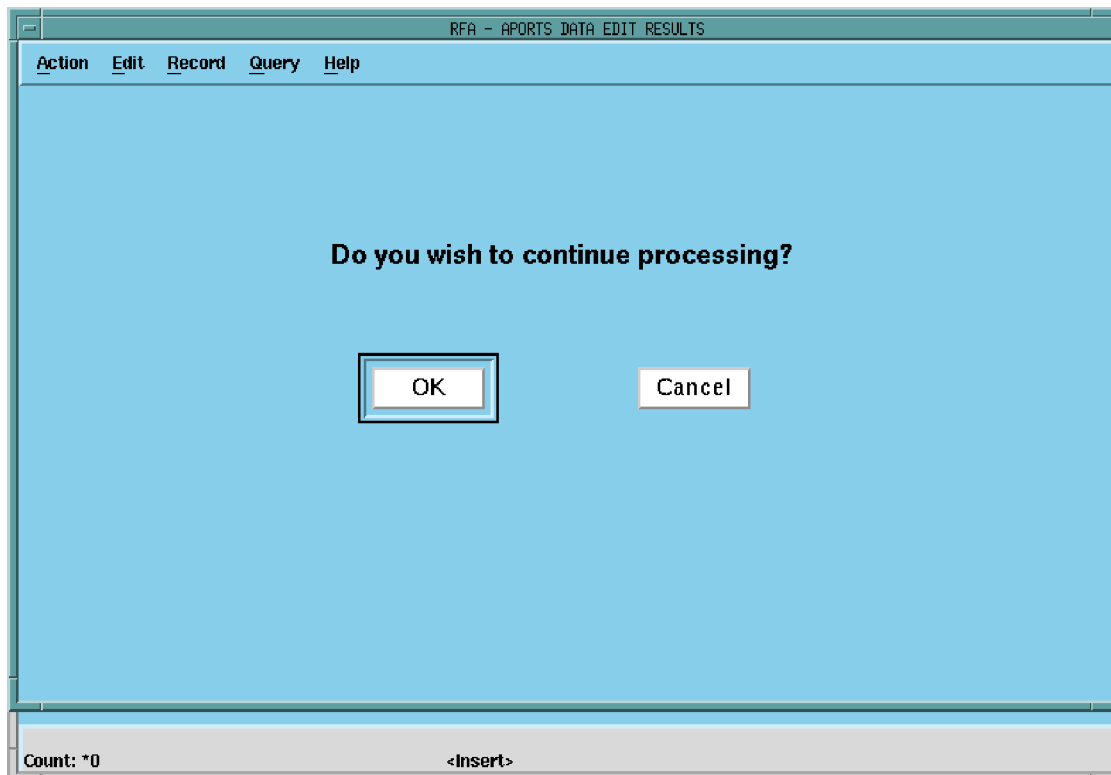 RFA - APORTS DATA EDIT RESULTS
Action Edit Record Query Help
Do you wish to continue processing?
OK Cancel
Count: *0 <Insert>